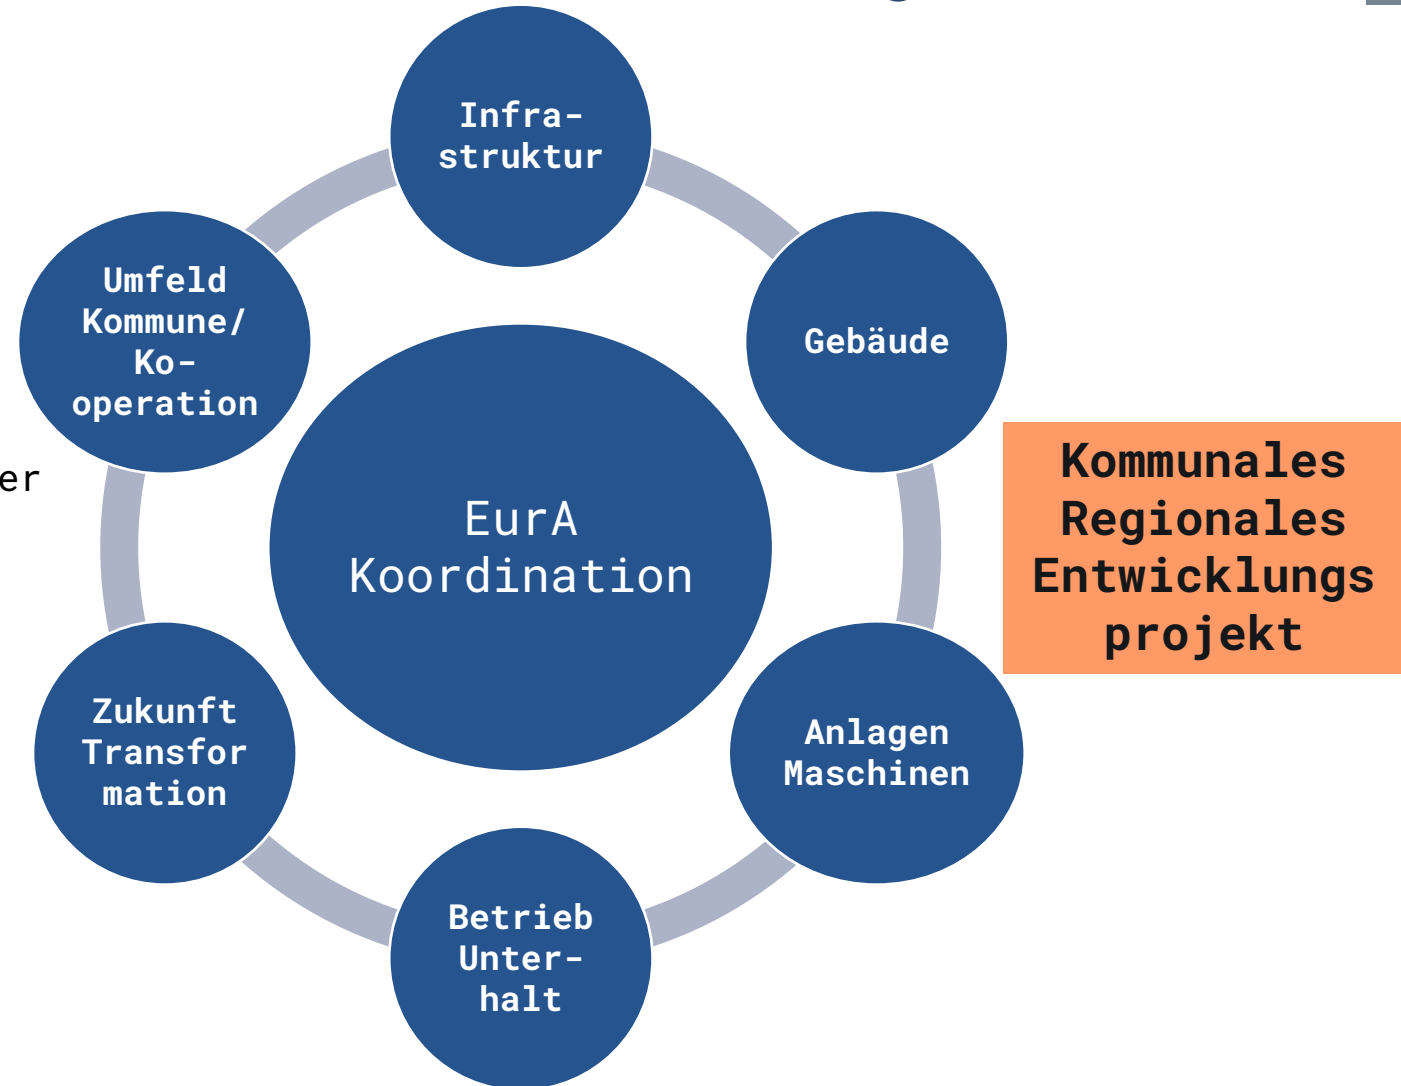 Infra-
struktur
Umfeld
Kommune/
Ko-
operation
Gebäude
er
EurA
Koordination
Kommunales
Regionales
Entwicklungs
projekt
Zukunft
Transfor
mation
Anlagen
Maschinen
Betrieb
Unter-
halt